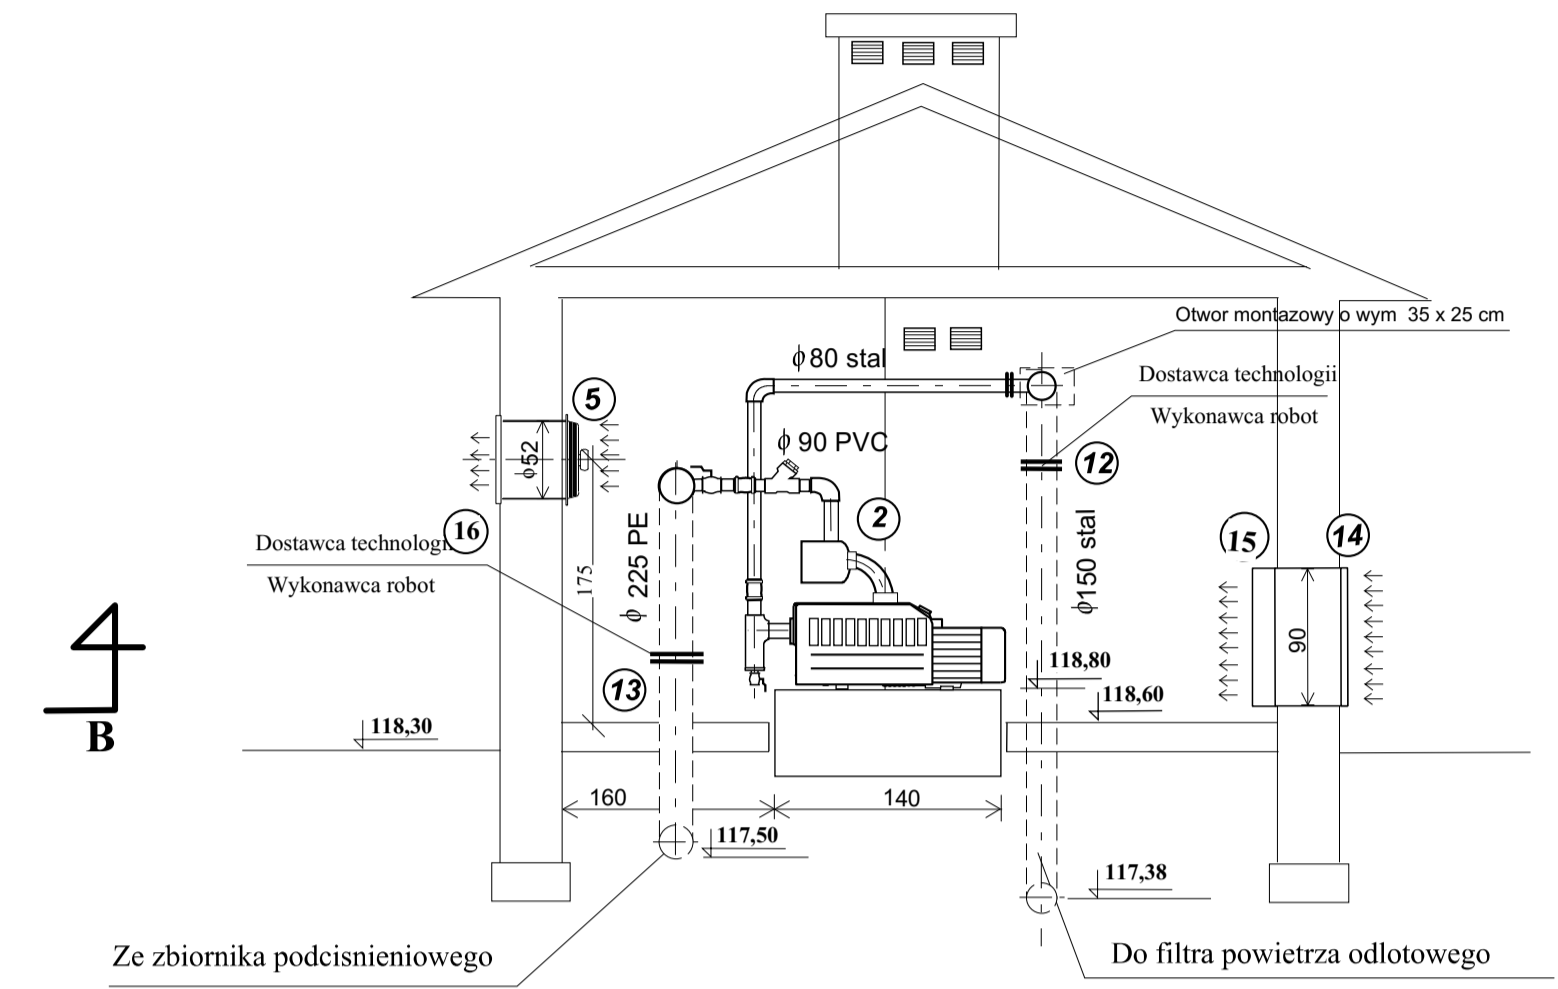 Otwor montazowy o wym 35 x 25 cm
ϕ80 stal
Dostawca technologii
Wykonawca robot
5
ϕ 90 PVC
ϕ52
12
2
16
Dostawca technologii
Wykonawca robot
175
ϕ 225 PE
ϕ150 stal
15
14
90
13
118,80
118,60
118,30
B
160
140
117,50
117,38
Ze zbiornika podcisnieniowego
Do filtra powietrza odlotowego